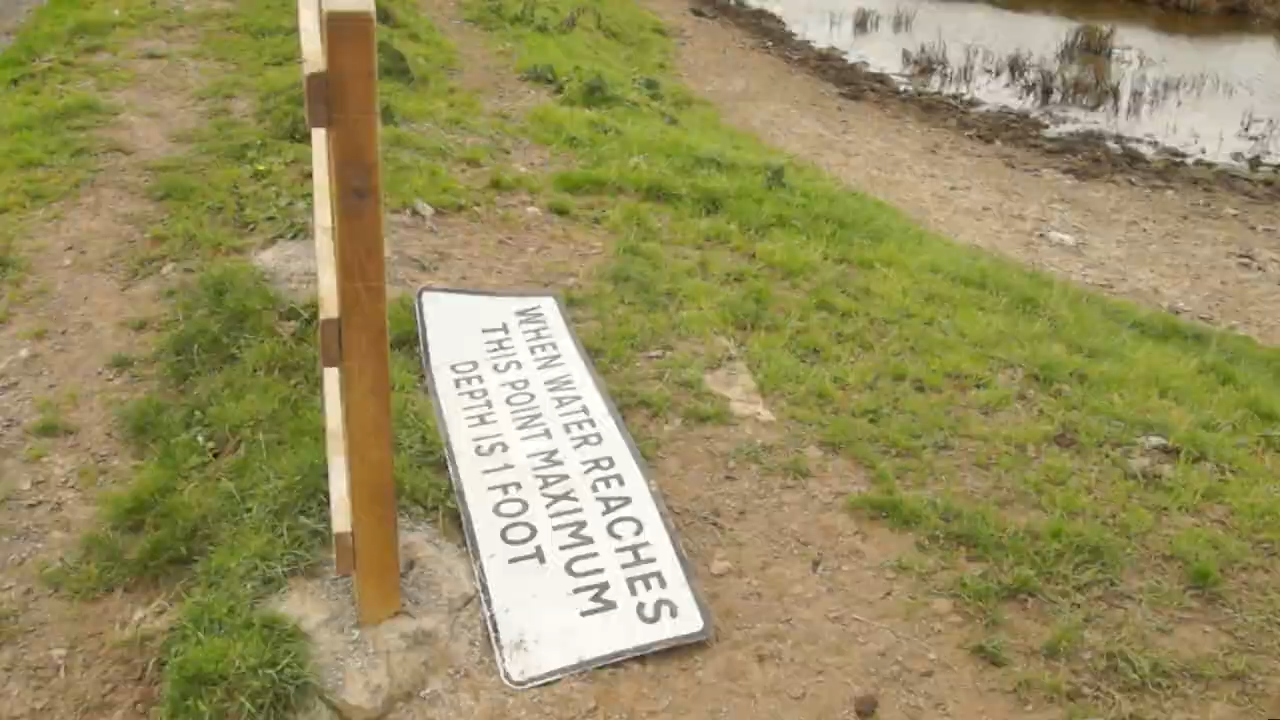 WHEN WATER REACHES
THIS POINT MAXIMUM
DEPTH IS 1 FOOT